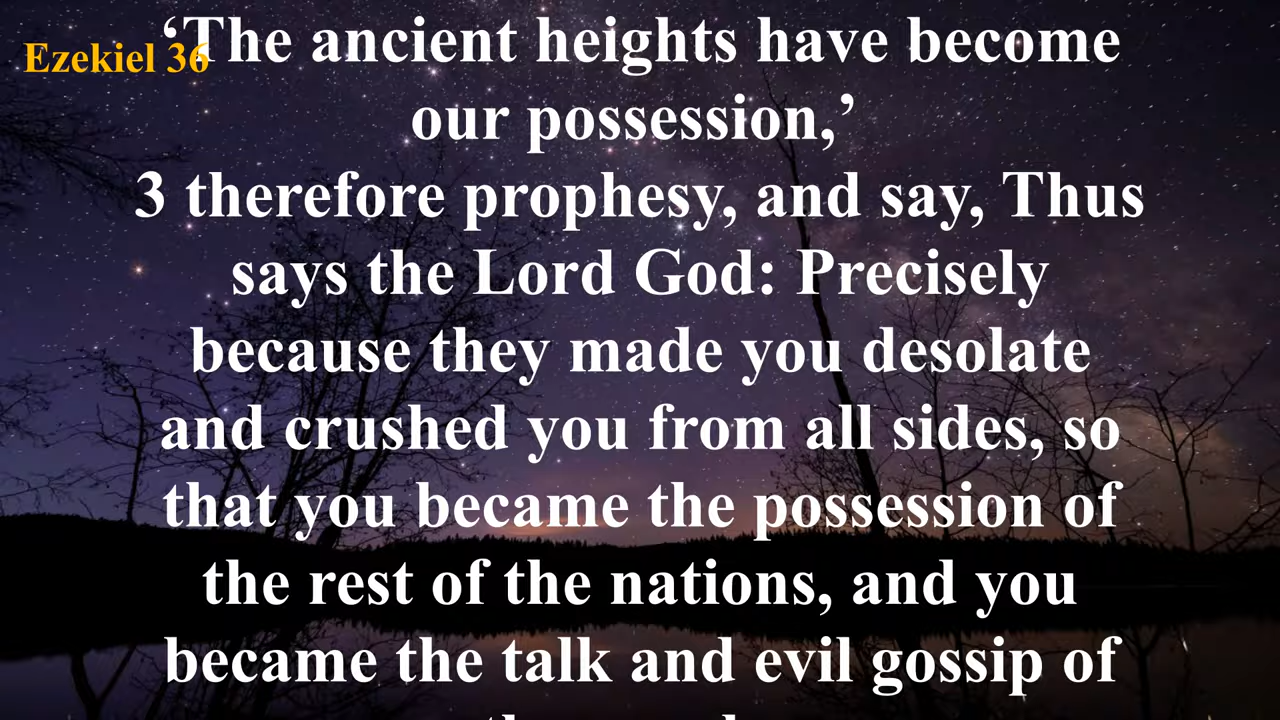 Ezekiel 36
‘The ancient heights have become
our possession,’
3 therefore prophesy, and say, Thus
says the Lord God: Precisely
because they made you desolate
and crushed you from all sides, so
that you became the possession of
the rest of the nations, and you
became the talk and evil gossip of